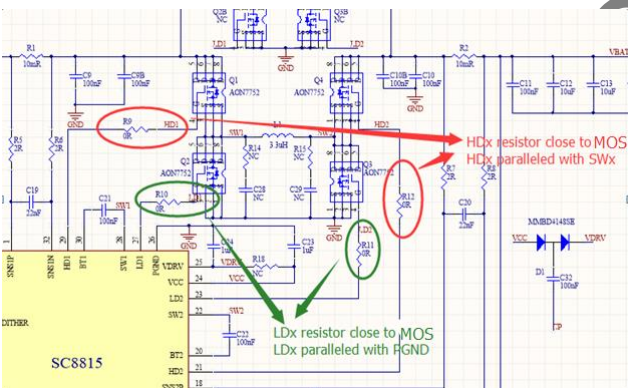 Q2B
Q3B
LD1
LD2
GND
R1
10mR
R2
10mR
VBAT
C9
100nF
C9B
100nF
Q1
AON7752
Q4
AON7752
C10B
100nF
C10
100nF
C11
100nF
C12
10uF
C13
10uF
GND
GND
R9
0R
HD1
HD2
SW1
3.3uH
R5
2R
R6
2R
R14
NC
R15
NC
Q2
AON7752
Q3
AON7752
HDx resistor close to MOS
HDx paralleled with SWx
R7
2R
R8
2R
C19
22nF
C21
100nF
SW1
R10
0R
LD1
C28
NC
C29
NC
R12
0R
C20
22nF
GND
GND
LD2
R11
0R
MMBD4148SE
VCC
VDRV
D1
C32
100nF
CP
1
32
29
30
28
27
26
SNS1P
SNS1N
HD1
BT1
SW1
LD1
PGND
C24
1uF
C23
1uF
VDRV
25
VDRV
R18
NC
VCC
24
VCC
LD2
23
SW2
22
SW2
DITHER
C22
100nF
LDx resistor close to MOS
LDx paralleled with PGND
SC8815
BT2
20
HD2
21
SNS2P
18